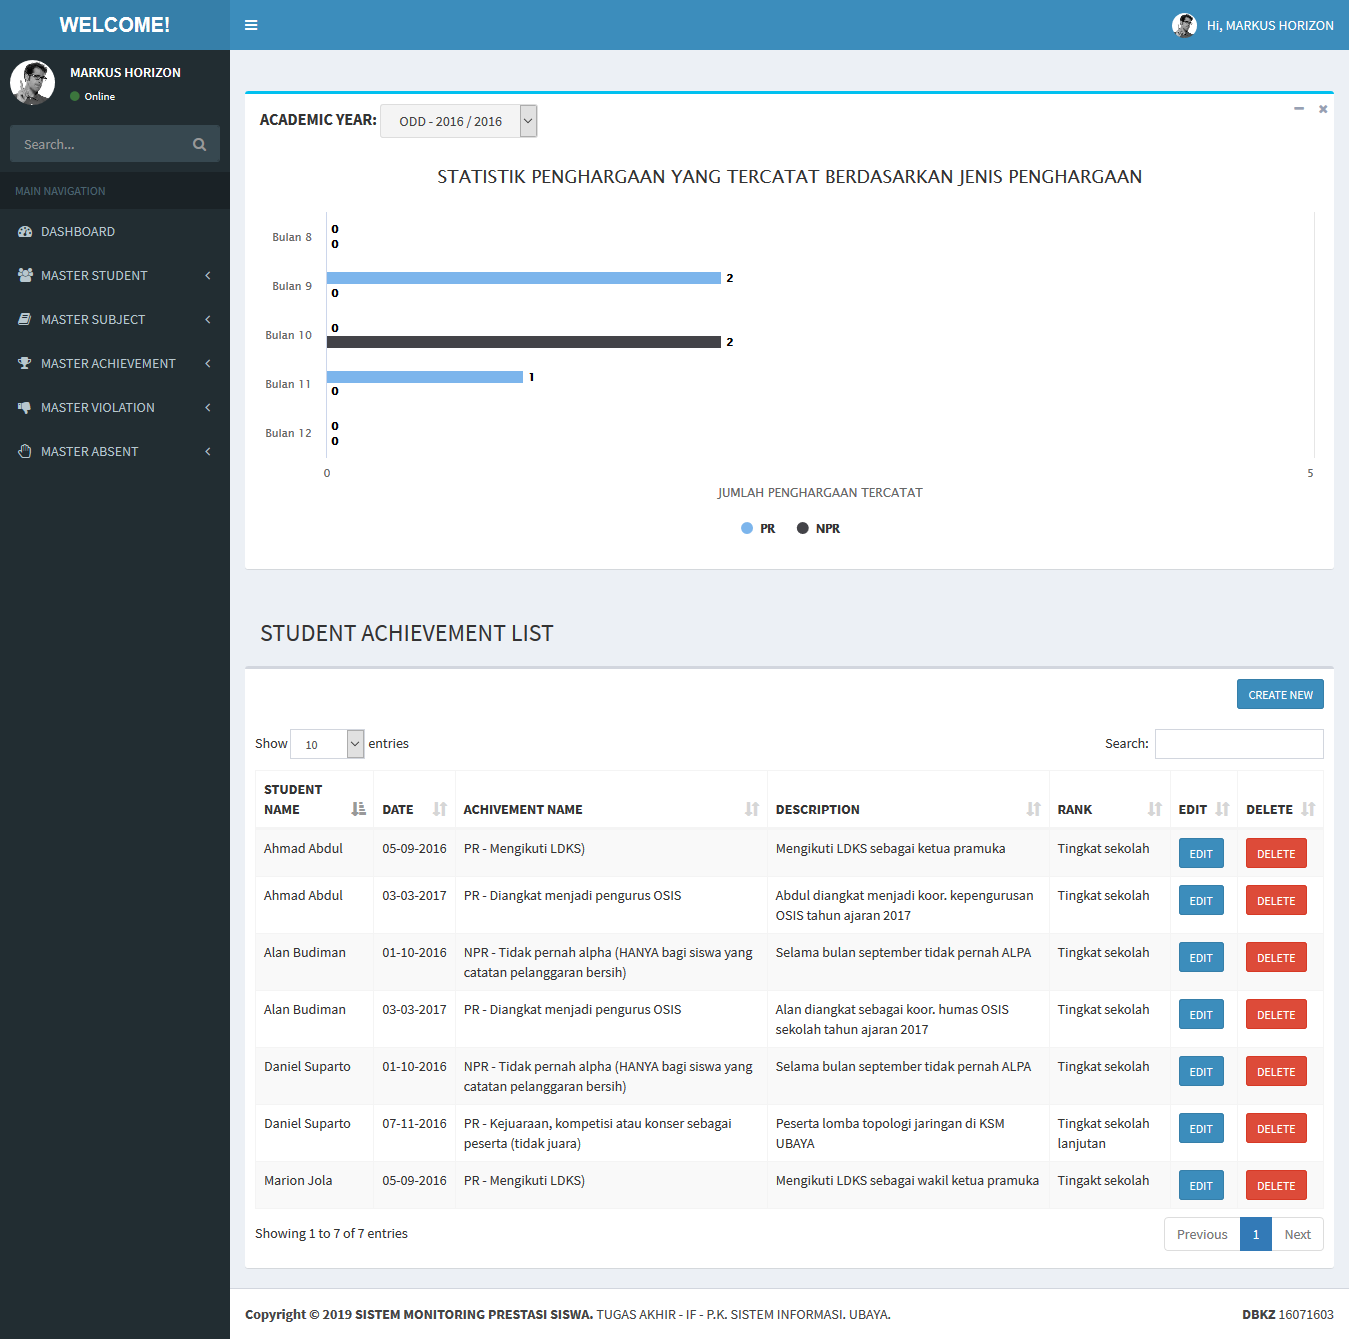 WELCOME!
Hi, MARKUS HORIZON
MARKUS HORIZON
Online
Search...
MAIN NAVIGATION
DASHBOARD
MASTER STUDENT
MASTER SUBJECT
MASTER ACHIEVEMENT
MASTER VIOLATION
MASTER ABSENT
ACADEMIC YEAR: ODD - 2016 / 2016
STATISTIK PENGHARGAAN YANG TERCATAT BERDASARKAN JENIS PENGHARGAAN
Bulan 8 0
0
Bulan 9 2
0
Bulan 10 0
2
Bulan 11 1
0
Bulan 12 0
0
0 5
JUMLAH PENGHARGAAN TERCATAT
PR NPR
STUDENT ACHIEVEMENT LIST
CREATE NEW
Show 10 entries Search:
STUDENT
NAME DATE ACHIVEMENT NAME DESCRIPTION RANK EDIT DELETE
Ahmad Abdul 05-09-2016 PR - Mengikuti LDKS) Mengikuti LDKS sebagai ketua pramuka Tingkat sekolah EDIT DELETE
Ahmad Abdul 03-03-2017 PR - Diangkat menjadi pengurus OSIS Abdul diangkat menjadi koor. kepengurusan Tingkat sekolah EDIT DELETE
OSIS tahun ajaran 2017
Alan Budiman 01-10-2016 NPR - Tidak pernah alpha (HANYA bagi siswa yang Selama bulan september tidak pernah ALPA Tingkat sekolah EDIT DELETE
catatan pelanggaran bersih)
Alan Budiman 03-03-2017 PR - Diangkat menjadi pengurus OSIS Alan diangkat sebagai koor. humas OSIS Tingkat sekolah EDIT DELETE
sekolah tahun ajaran 2017
Daniel Suparto 01-10-2016 NPR - Tidak pernah alpha (HANYA bagi siswa yang Selama bulan september tidak pernah ALPA Tingkat sekolah EDIT DELETE
catatan pelanggaran bersih)
Daniel Suparto 07-11-2016 PR - Kejuaraan, kompetisi atau konser sebagai Peserta lomba topologi jaringan di KSM Tingkat sekolah EDIT DELETE
peserta (tidak juara) UBAYA lanjutan
Marion Jola 05-09-2016 PR - Mengikuti LDKS) Mengikuti LDKS sebagai wakil ketua pramuka Tingakt sekolah EDIT DELETE
Showing 1 to 7 of 7 entries Previous 1 Next
Copyright © 2019 SISTEM MONITORING PRESTASI SISWA. TUGAS AKHIR - IF - P.K. SISTEM INFORMASI. UBAYA. DBKZ 16071603